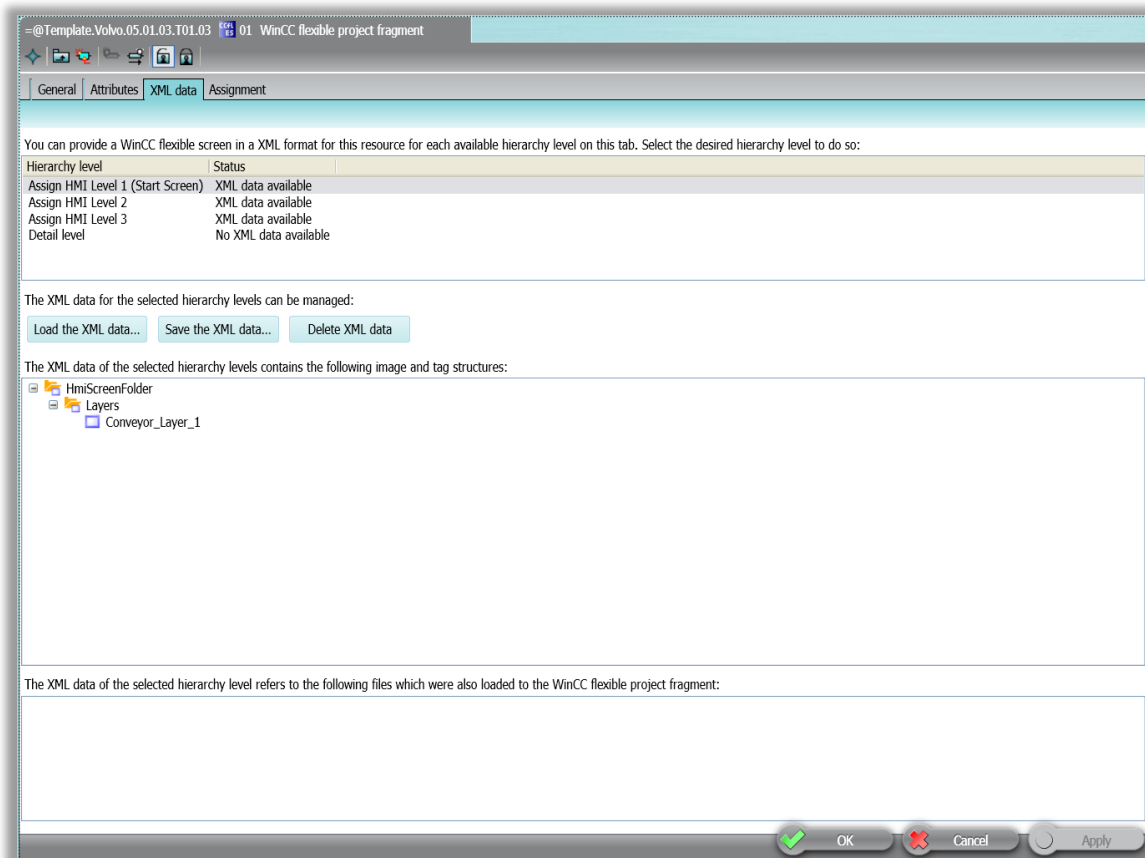 =@Template.Volvo.05.01.03.T01.03 CCfl ES 01 WinCC flexible project fragment
General Attributes XML data Assignment
You can provide a WinCC flexible screen in a XML format for this resource for each available hierarchy level on this tab. Select the desired hierarchy level to do so:
Hierarchy level Status
Assign HMI Level 1 (Start Screen) XML data available
Assign HMI Level 2 XML data available
Assign HMI Level 3 XML data available
Detail level No XML data available
The XML data for the selected hierarchy levels can be managed:
Load the XML data... Save the XML data... Delete XML data
The XML data of the selected hierarchy levels contains the following image and tag structures:
HmiScreenFolder
Layers
Conveyor_Layer_1
The XML data of the selected hierarchy level refers to the following files which were also loaded to the WinCC flexible project fragment:
OK Cancel Apply